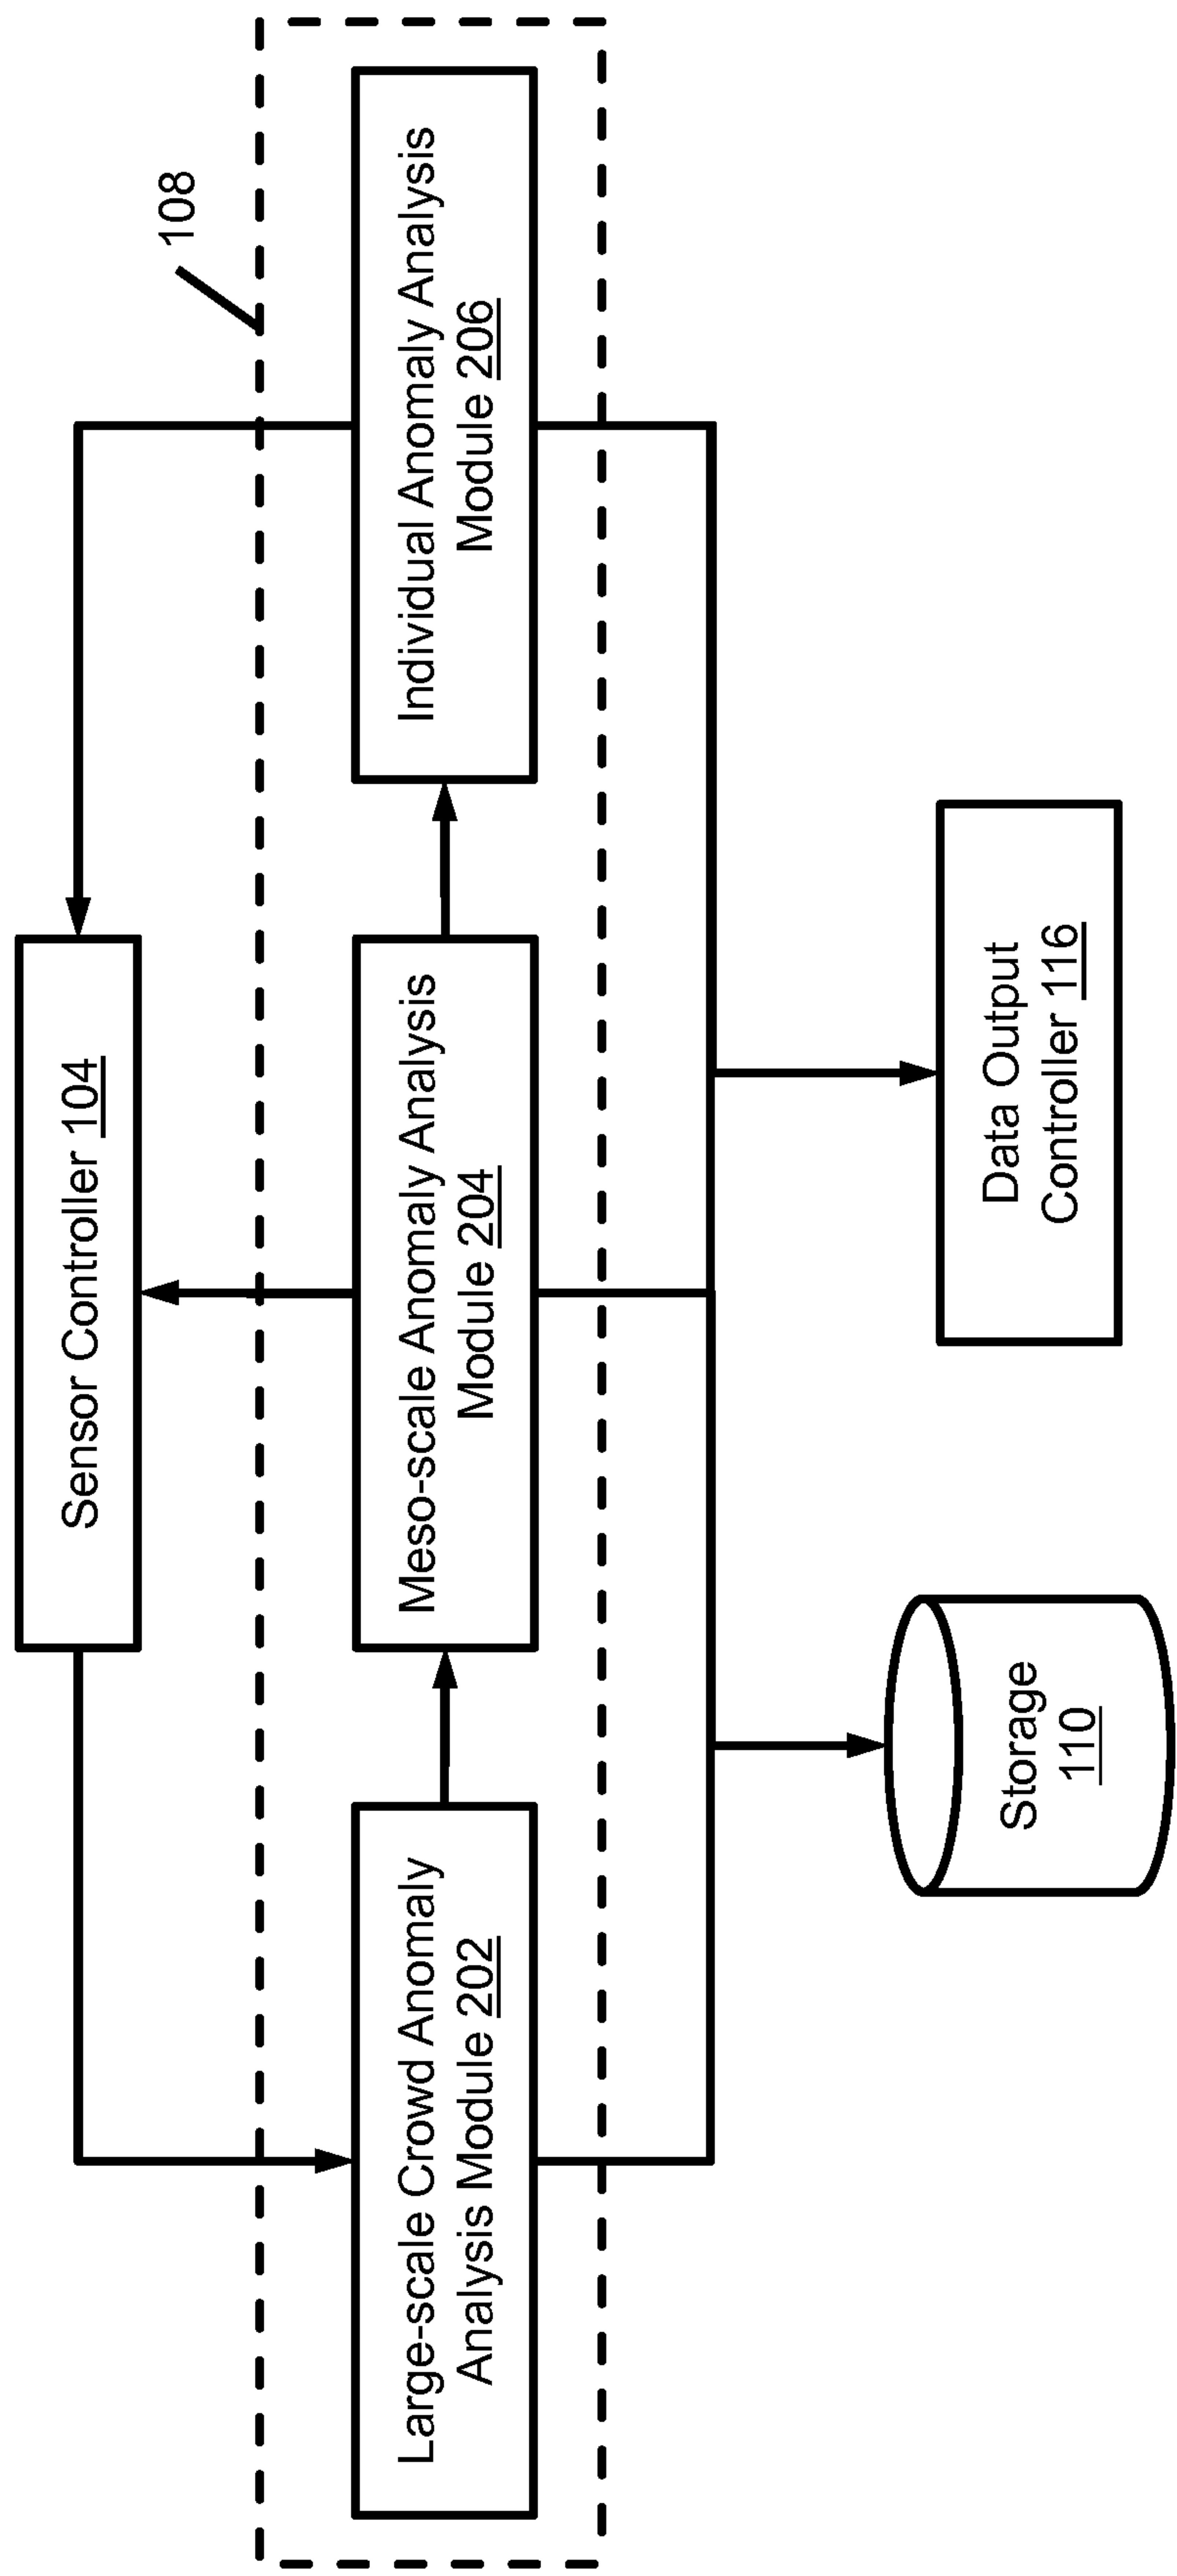 108
Sensor Controller 104
Large-scale Crowd Anomaly
Analysis Module 202
Meso-scale Anomaly Analysis
Module 204
Individual Anomaly Analysis
Module 206
Storage
110
Data Output
Controller 116